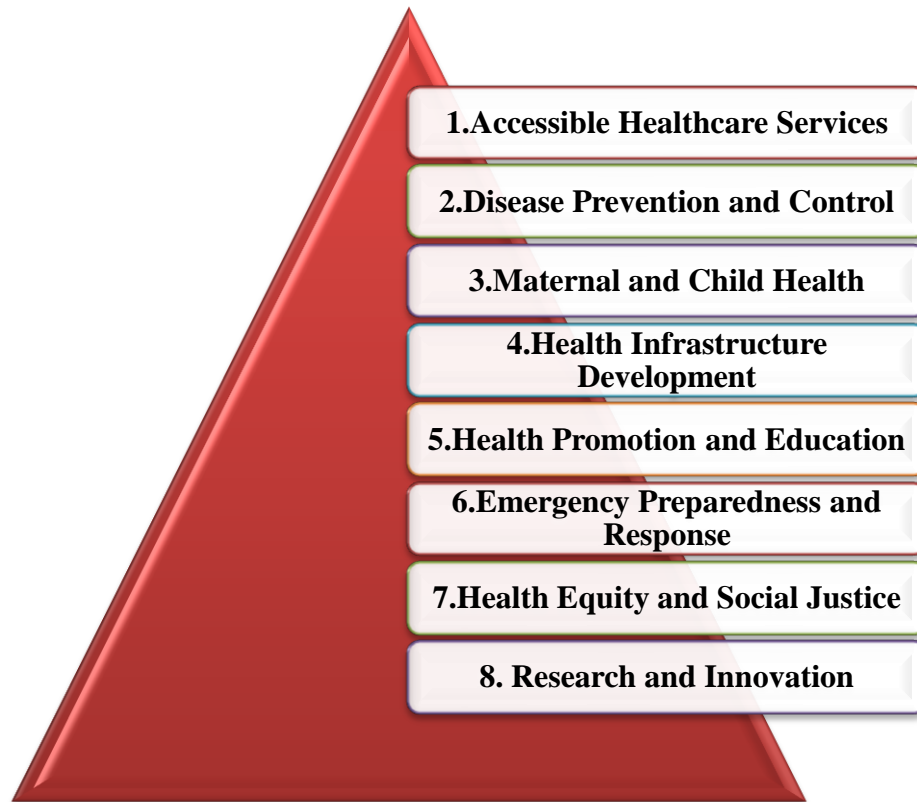 1.Accessible Healthcare Services
2.Disease Prevention and Control
3.Maternal and Child Health
4.Health Infrastructure
Development
5.Health Promotion and Education
6.Emergency Preparedness and
Response
7.Health Equity and Social Justice
8. Research and Innovation